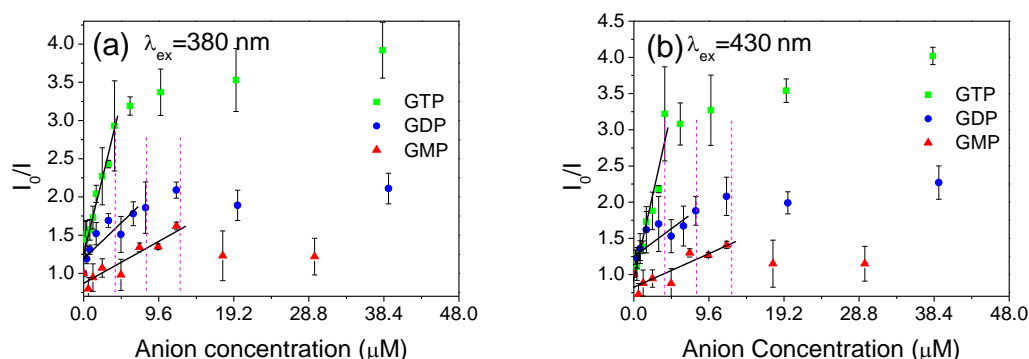 (a) λex=380 nm
GTP
GDP
GMP
I0/I
4.0
3.5
3.0
2.5
2.0
1.5
1.0
0.0 9.6 19.2 28.8 38.4 48.0
Anion concentration (μM)
(b) λex=430 nm
GTP
GDP
GMP
I0/I
4.5
4.0
3.5
3.0
2.5
2.0
1.5
1.0
0.0 9.6 19.2 28.8 38.4 48.0
Anion Concentration (μM)